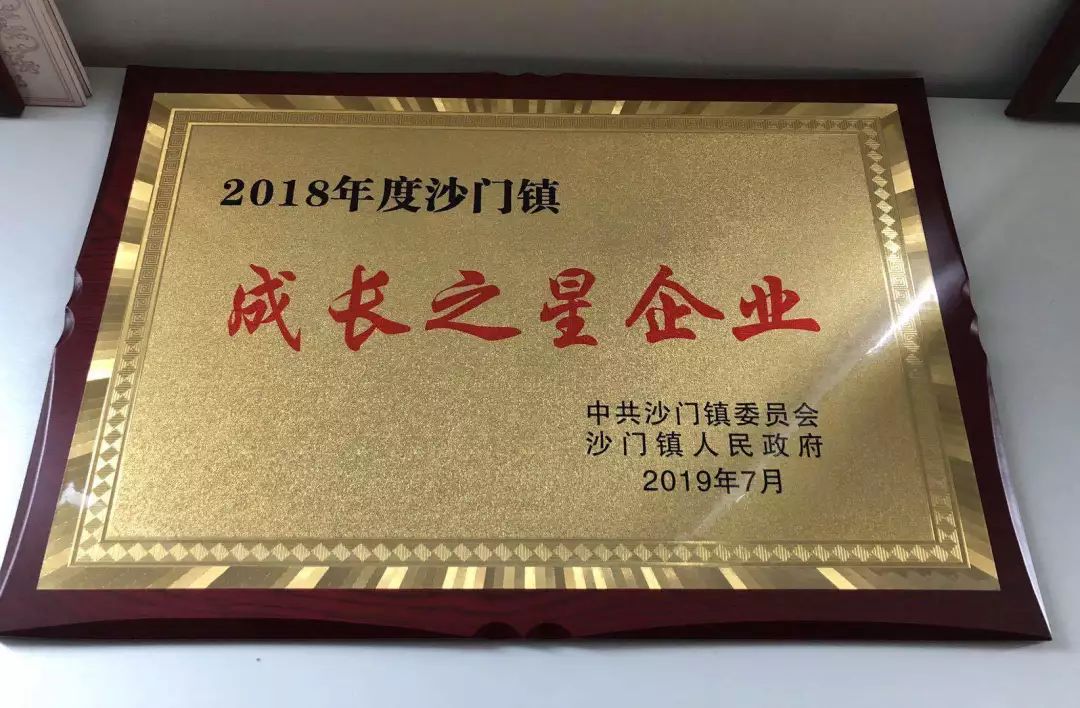 2018年度沙门镇
成长之星企业
中共沙门镇委员会
沙门镇人民政府
2019年7月